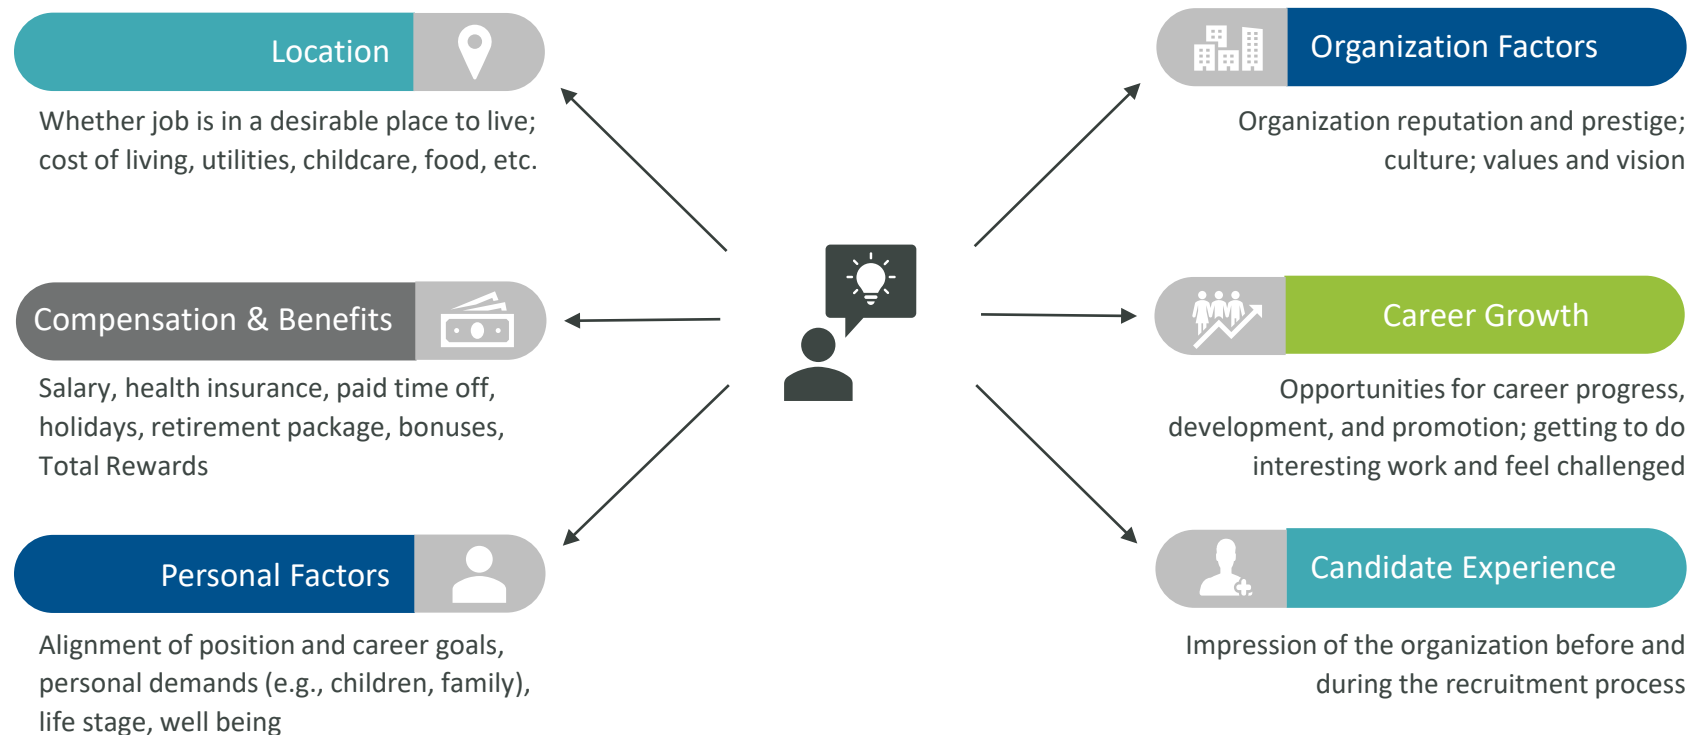 Location
Whether job is in a desirable place to live;
cost of living, utilities, childcare, food, etc.
Compensation & Benefits
Salary, health insurance, paid time off,
holidays, retirement package, bonuses,
Total Rewards
Personal Factors
Alignment of position and career goals,
personal demands (e.g., children, family),
life stage, well being
Organization Factors
Organization reputation and prestige;
culture; values and vision
Career Growth
Opportunities for career progress,
development, and promotion; getting to do
interesting work and feel challenged
Candidate Experience
Impression of the organization before and
during the recruitment process